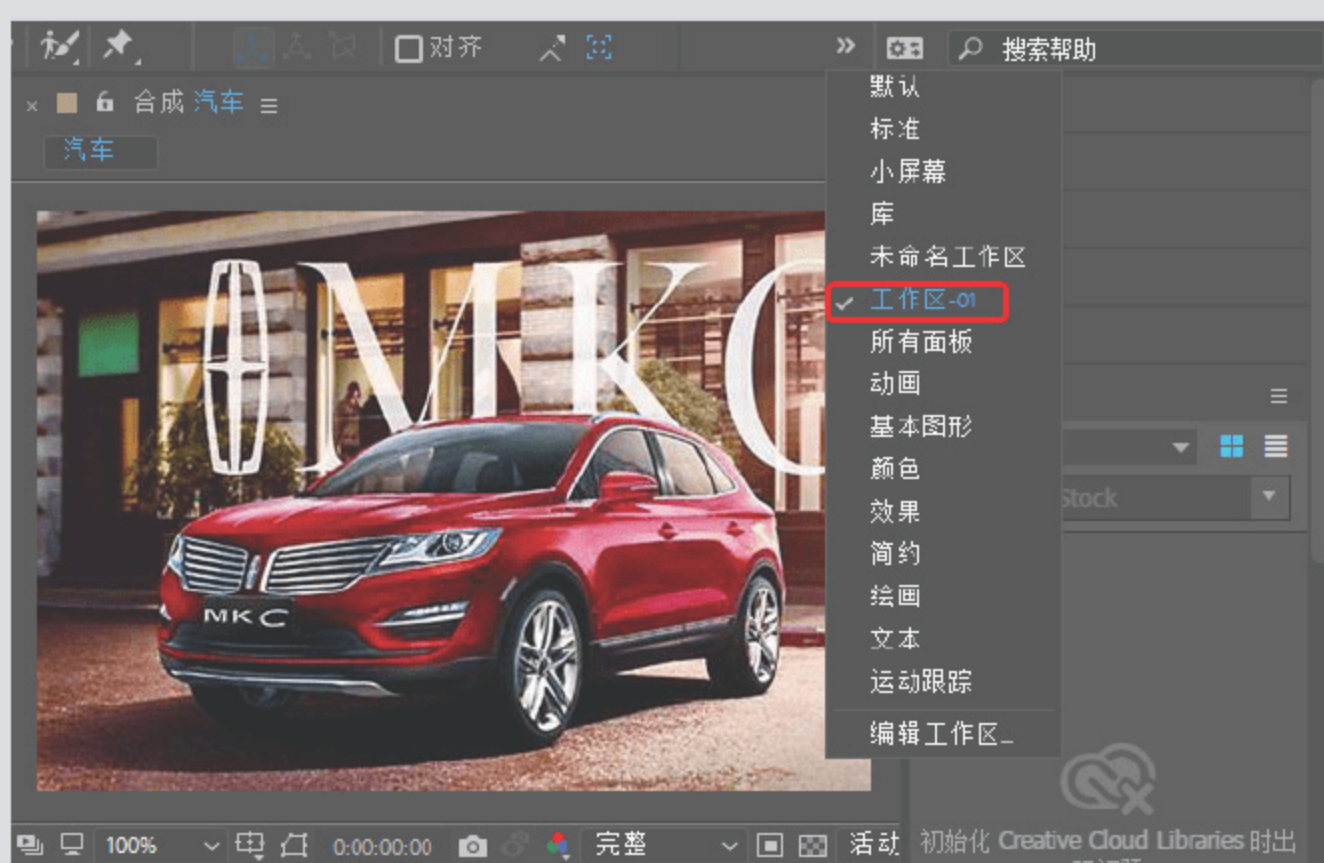 对齐
搜索帮助
合成 汽车
汽车
默认
标准
小屏幕
库
未命名工作区
工作区-01
所有面板
动画
基本图形
颜色
效果
简约
绘画
文本
运动跟踪
编辑工作区...
Stock
MKC
MKC
100%
0:00:00:00
完整
活动
初始化 Creative Cloud Libraries 时出